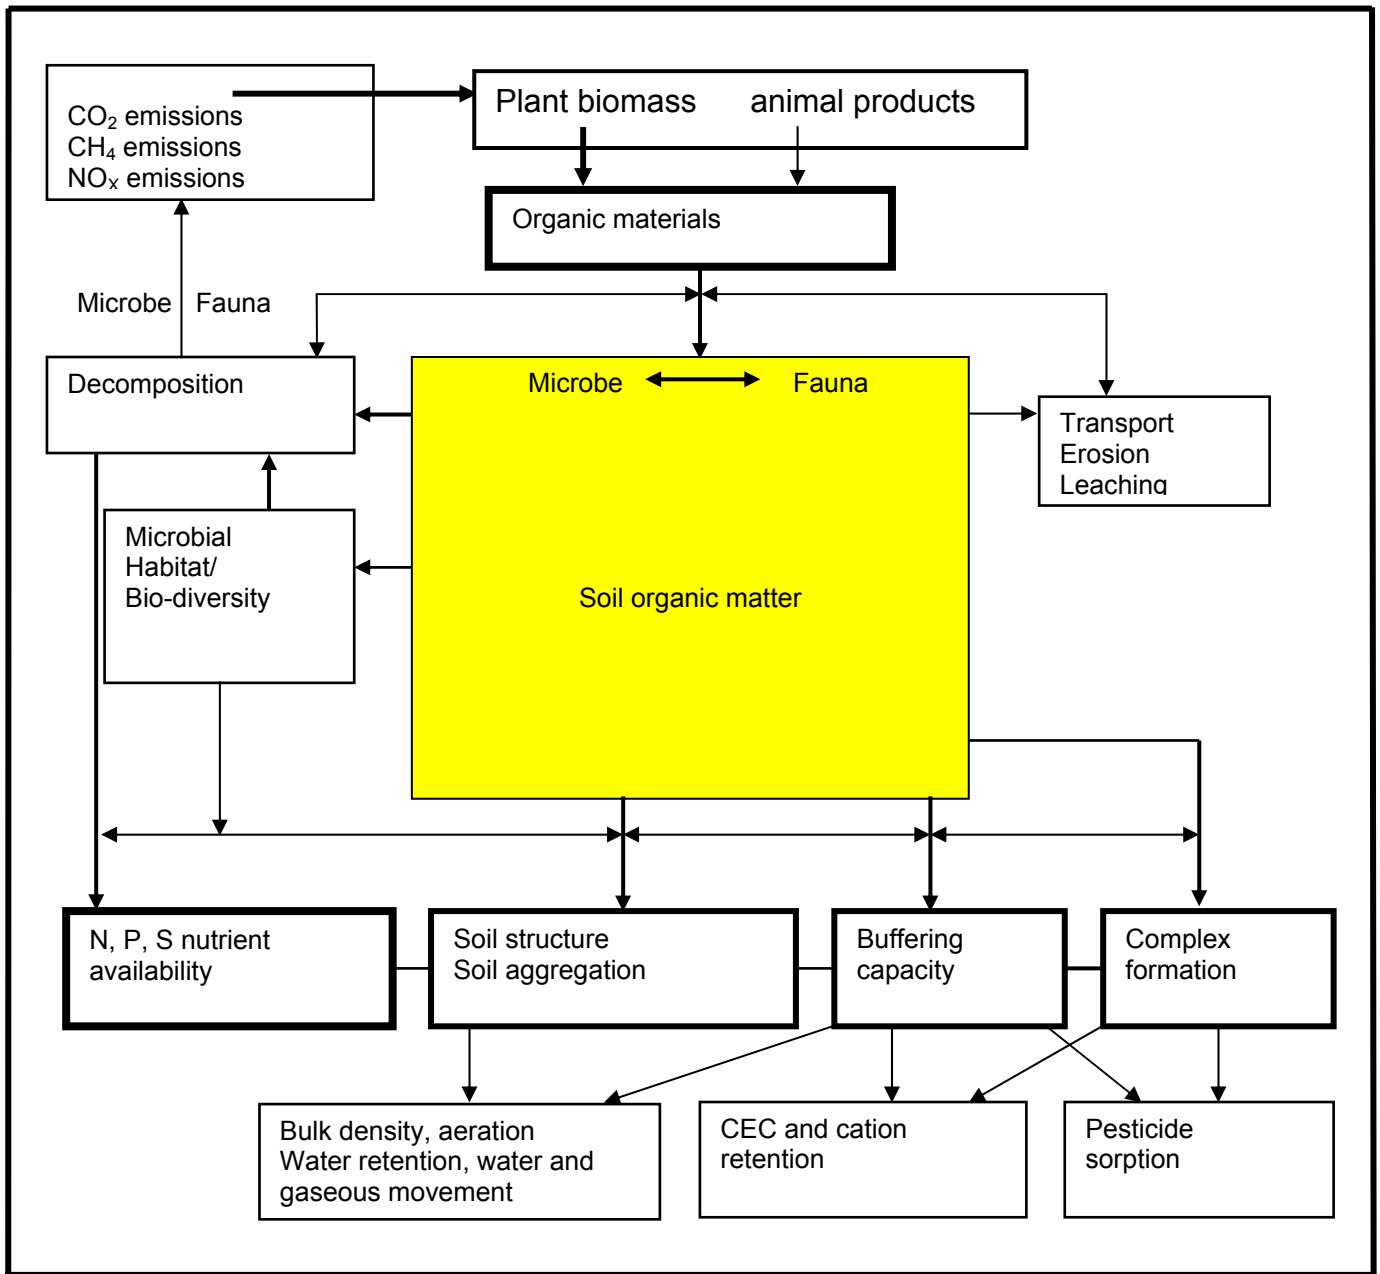 CO₂ emissions
CH₄ emissions
NOₓ emissions
Plant biomass animal products
Organic materials
Microbe Fauna
Decomposition
Microbe Fauna
Transport
Erosion
Leaching
Microbial
Habitat/
Bio-diversity
Soil organic matter
N, P, S nutrient
availability
Soil structure
Soil aggregation
Buffering
capacity
Complex
formation
Bulk density, aeration
Water retention, water and
gaseous movement
CEC and cation
retention
Pesticide
sorption